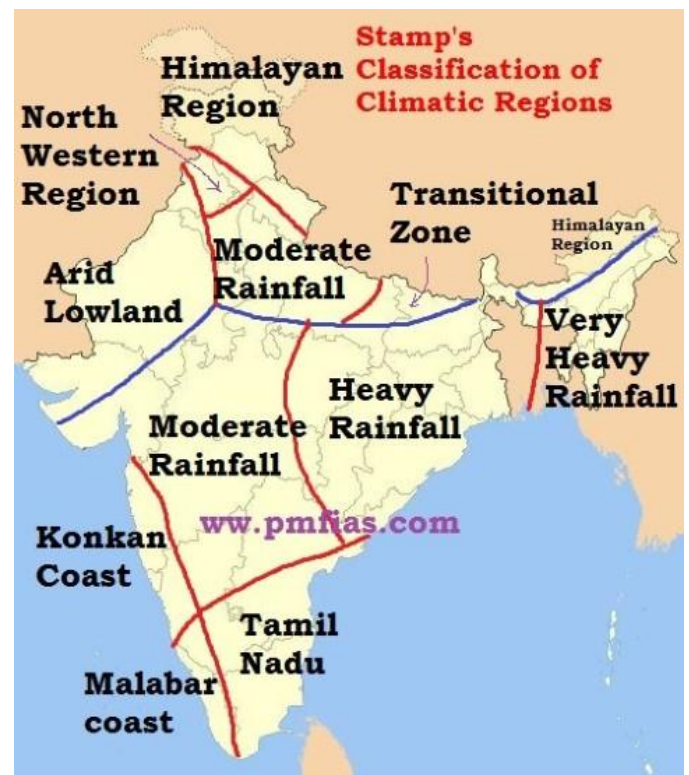 Stamp's
Classification of
Climatic Regions
Himalayan
Region
North
Western
Region
Transitional
Zone
Himalayan
Region
Moderate
Rainfall
Arid
Lowland
Very
Heavy
Rainfall
Heavy
Rainfall
Moderate
Rainfall
ww.pmfias.com
Konkan
Coast
Tamil
Nadu
Malabar
coast